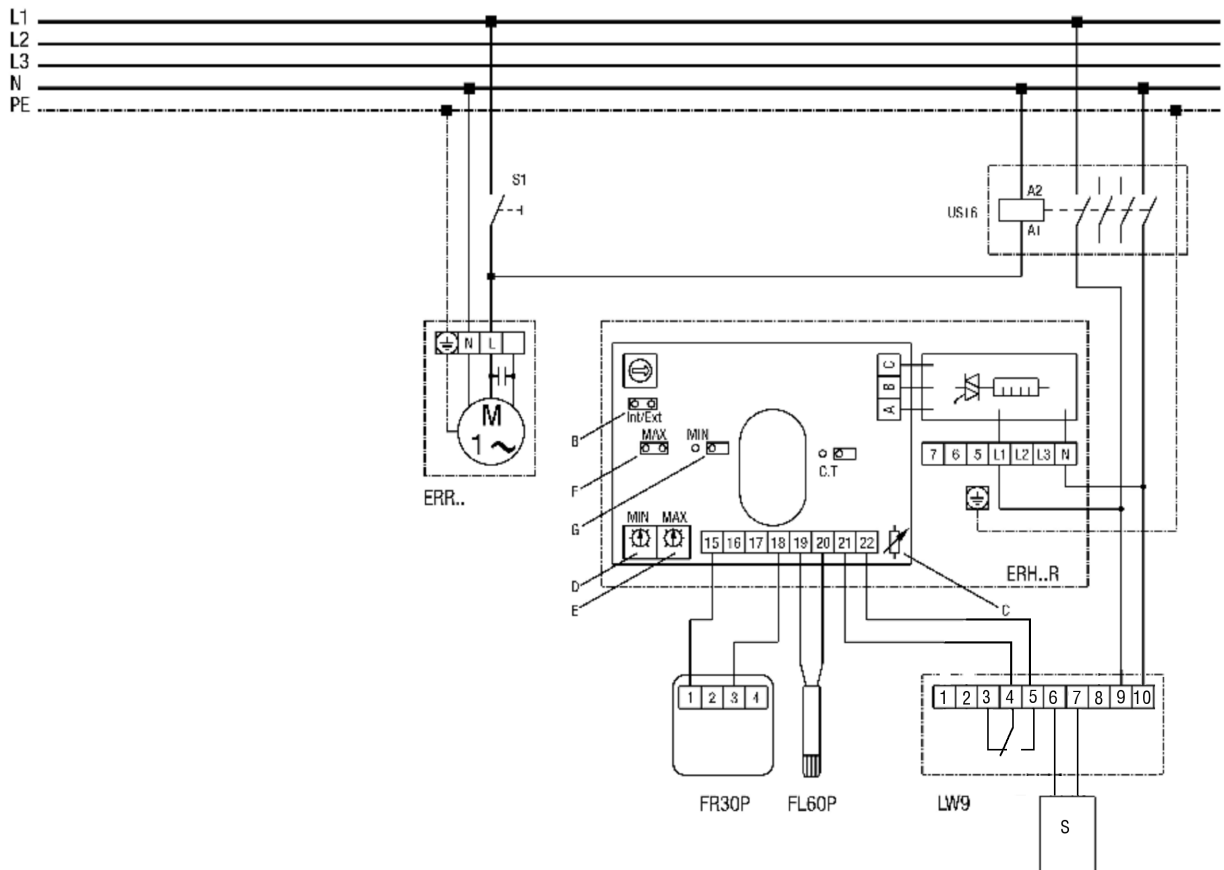 L1
L2
L3
N
PE
S1
A2
US16
A1
N L
M
1~
ERR..
Int/Ext
B
MAX MIN
F
G
C.T
C
B
A
7 6 5 L1 L2 L3 N
MIN MAX
15 16 17 18 19 20 21 22
D
E
ERH..R
C
1 2 3 4
1 2 3 4 5 6 7 8 9 10
FR30P FL60P LW9
S